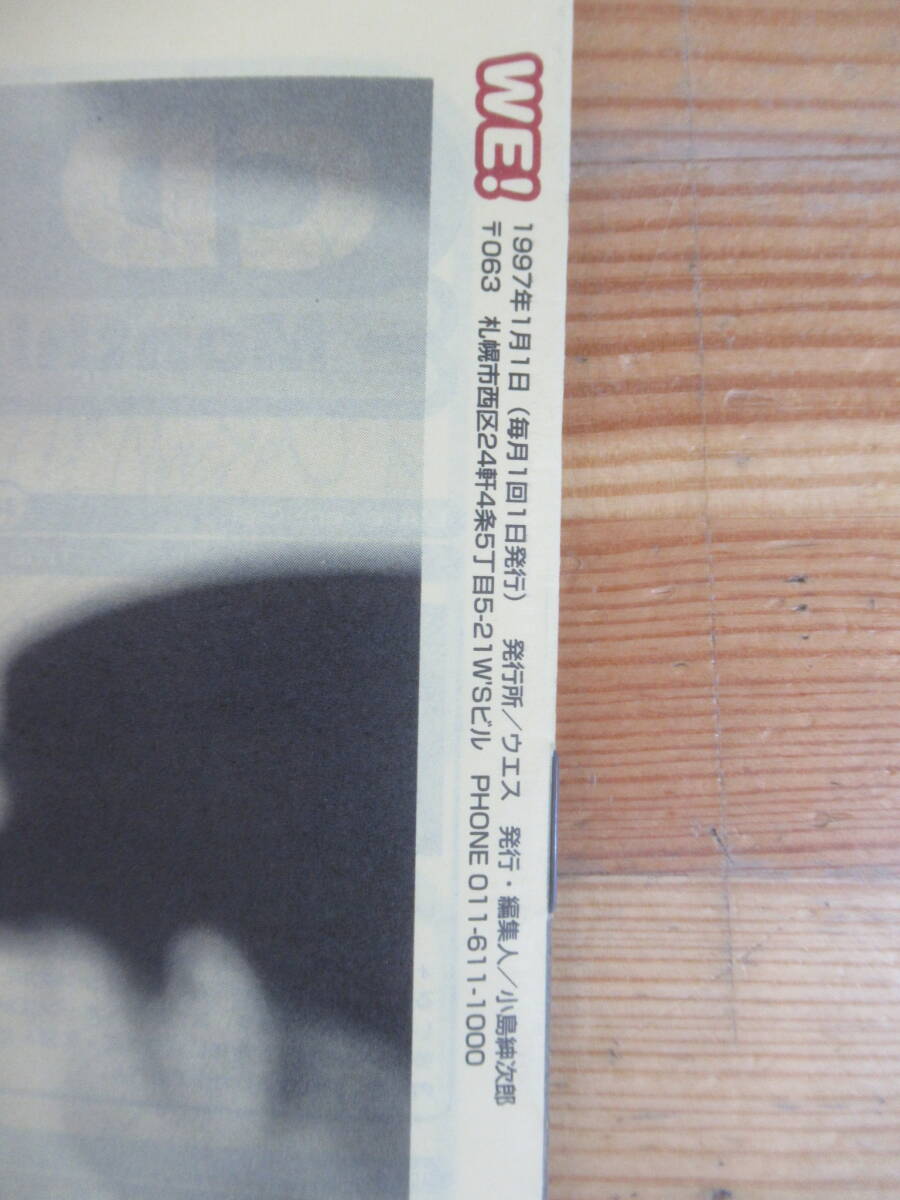 WE!
1997年1月1日（毎月1回1日発行）　発行所／ウエス　発行・編集人／小島紳次郎
〒063　札幌市西区24軒4条5丁目5-21W'Sビル　PHONE 011-611-1000